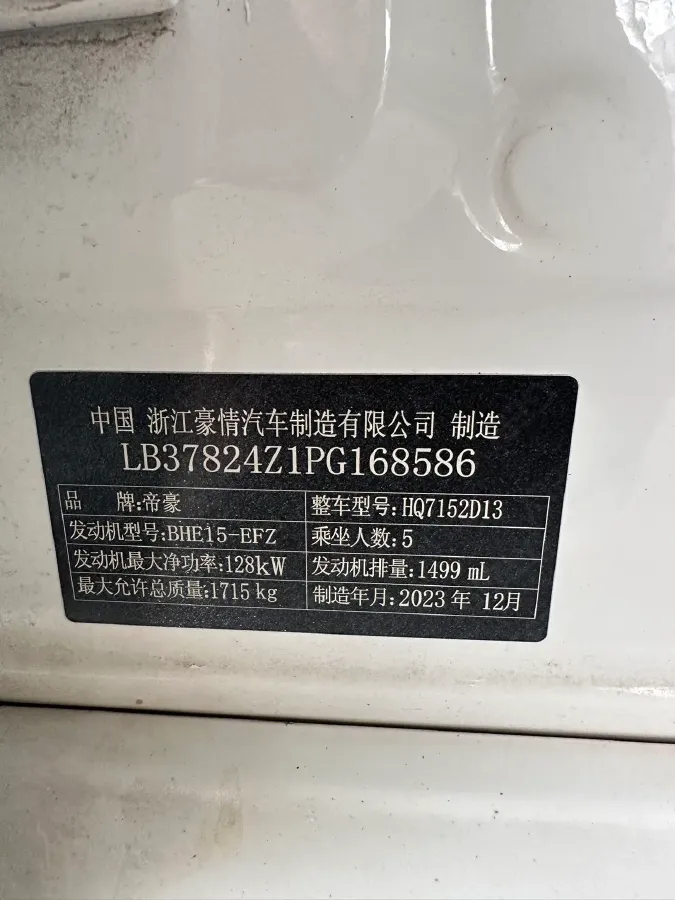 中国 浙江豪情汽车制造有限公司 制造
LB37824Z1PG168586
品 牌:帝豪 整车型号:HQ7152D13
发动机型号:BHE15-EFZ 乘坐人数:5
发动机最大净功率:128kW 发动机排量:1499 mL
最大允许总质量:1715 kg 制造年月:2023 年 12月